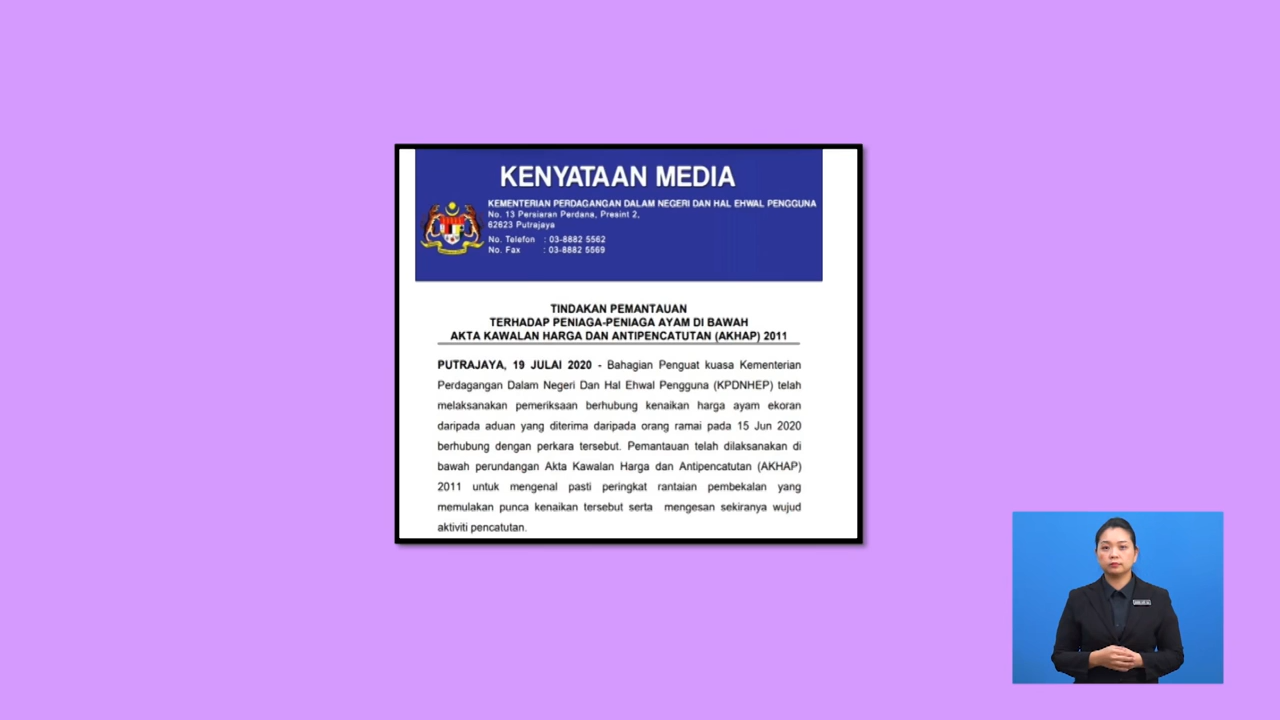 KENYATAAN MEDIA
KEMENTERIAN PERDAGANGAN DALAM NEGERI DAN HAL EHWAL PENGGUNA
No. 13 Persiaran Perdana, Presint 2,
62623 Putrajaya
No. Telefon : 03-8882 5562
No. Fax : 03-8882 5569
TINDAKAN PEMANTAUAN
TERHADAP PENIAGA-PENIAGA AYAM DI BAWAH
AKTA KAWALAN HARGA DAN ANTIPENCATUTAN (AKHAP) 2011
PUTRAJAYA, 19 JULAI 2020 - Bahagian Penguat kuasa Kementerian
Perdagangan Dalam Negeri Dan Hal Ehwal Pengguna (KPDNHEP) telah
melaksanakan pemeriksaan berhubung kenaikan harga ayam ekoran
daripada aduan yang diterima daripada orang ramai pada 15 Jun 2020
berhubung dengan perkara tersebut. Pemantauan telah dilaksanakan di
bawah perundangan Akta Kawalan Harga dan Antipencatutan (AKHAP)
2011 untuk mengenal pasti peringkat rantaian pembekalan yang
memulakan punca kenaikan tersebut serta mengesan sekiranya wujud
aktiviti pencatutan.